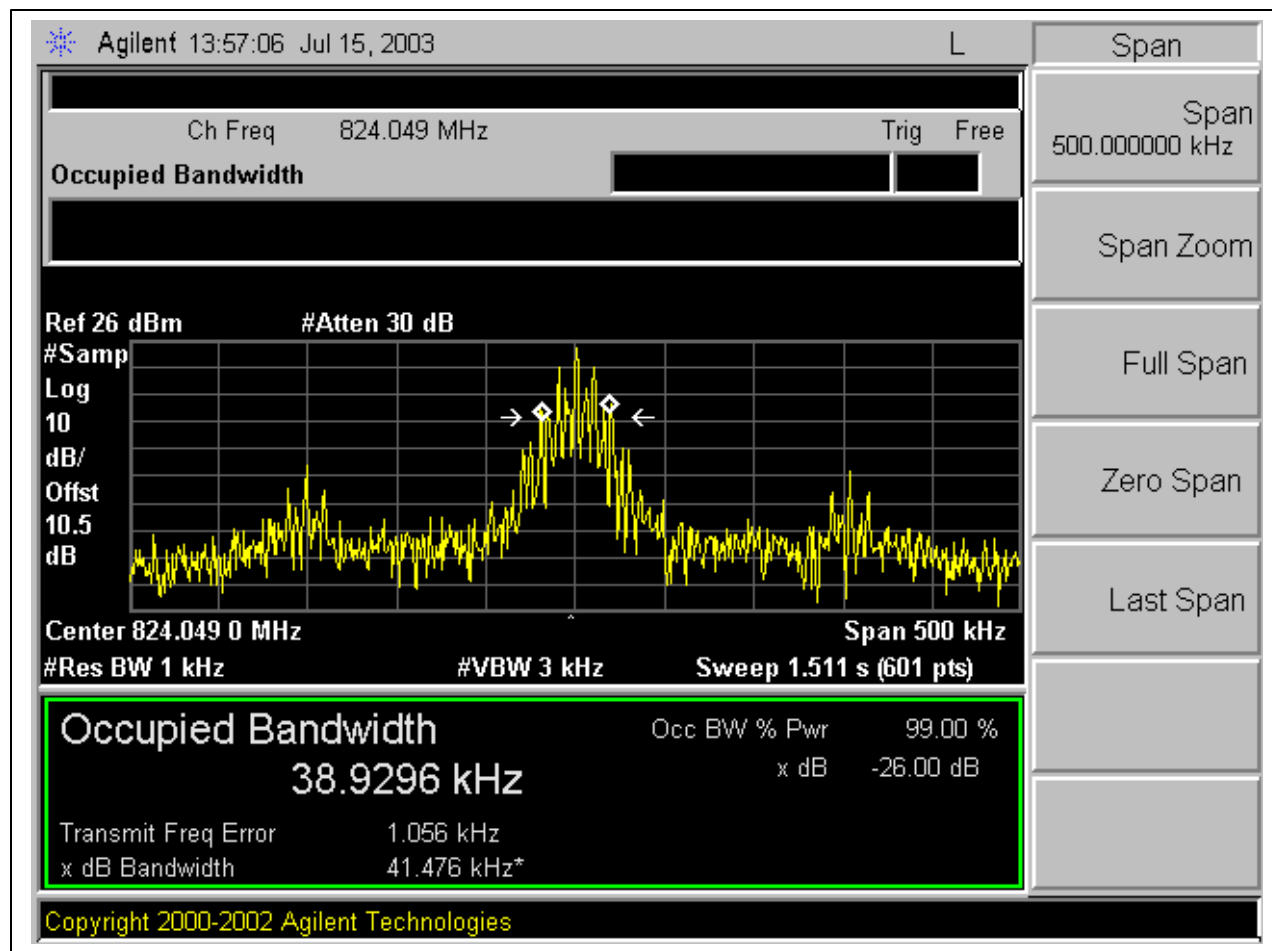 Agilent 13:57:06 Jul 15, 2003 L
Span
Ch Freq 824.049 MHz Trig Free
Occupied Bandwidth
Span
500.000000 kHz
Span Zoom
Full Span
Zero Span
Last Span
Ref 26 dBm #Atten 30 dB
#Samp
Log
10
dB/
Offst
10.5
dB
Center 824.049 0 MHz Span 500 kHz
#Res BW 1 kHz #VBW 3 kHz Sweep 1.511 s (601 pts)
Occupied Bandwidth
38.9296 kHz
Occ BW % Pwr 99.00 %
x dB -26.00 dB
Transmit Freq Error 1.056 kHz
x dB Bandwidth 41.476 kHz*
Copyright 2000-2002 Agilent Technologies